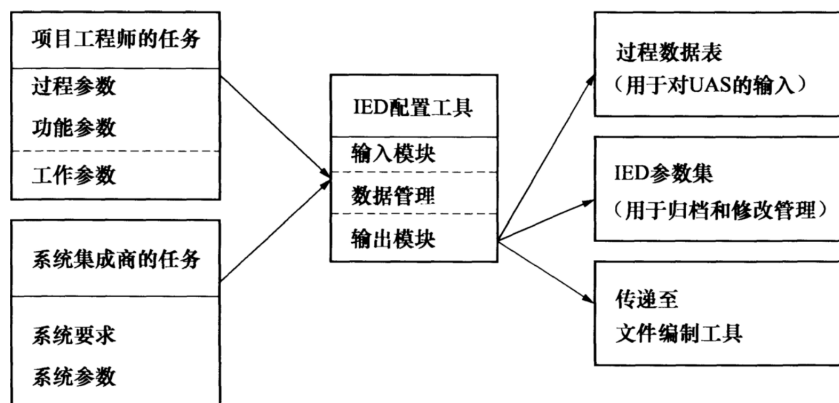 项目工程师的任务
过程参数
功能参数
工作参数
系统集成商的任务
系统要求
系统参数
IED配置工具
输入模块
数据管理
输出模块
过程数据表
（用于对UAS的输入）
IED参数集
（用于归档和修改管理）
传递至
文件编制工具